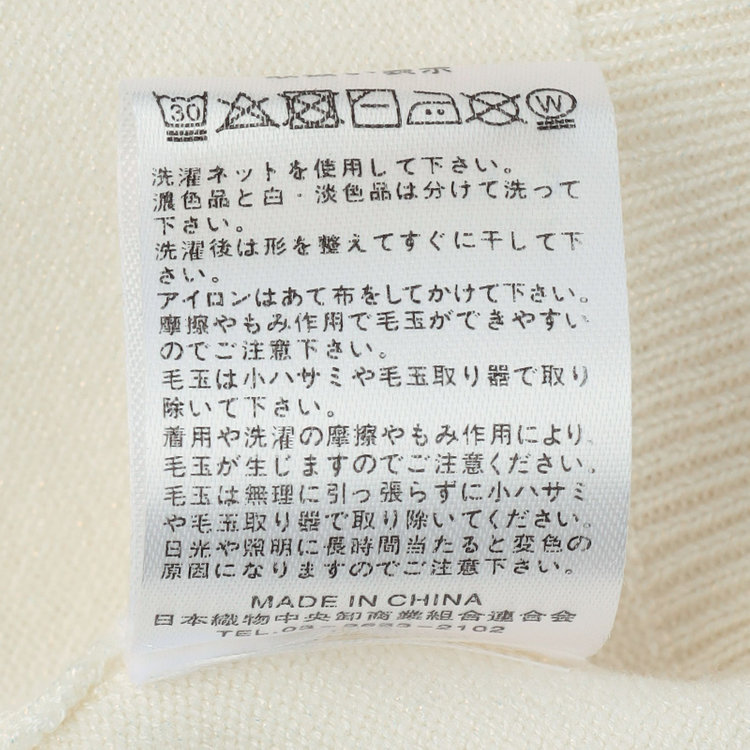 30
W
洗濯ネットを使用して下さい。
濃色品と白・淡色品は分けて洗って
下さい。
洗濯後は形を整えてすぐに干して下
さい。
アイロンはあて布をしてかけて下さい。
摩擦やもみ作用で毛玉ができやすい
のでご注意下さい。
毛玉は小ハサミや毛玉取り器で取り
除いて下さい。
着用や洗濯の摩擦やもみ作用により、
毛玉が生じますのでご注意ください。
毛玉は無理に引っ張らずに小ハサミ
や毛玉取り器で取り除いてください。
日光や照明に長時間当たると変色の
原因になりますのでご注意下さい。
MADE IN CHINA
日本織物中央卸商業組合連合会